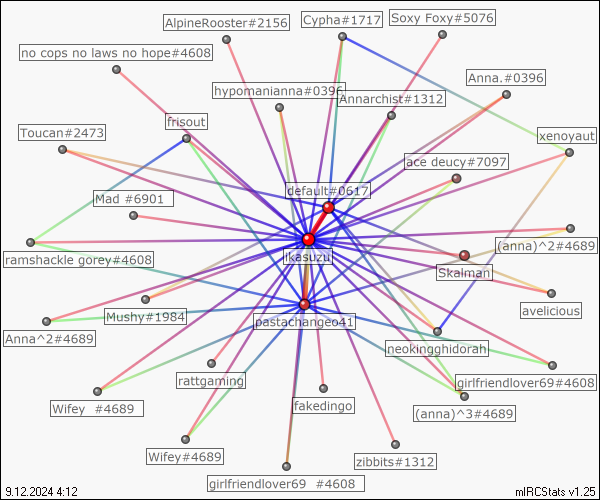 AlpineRooster#2156
Cypha#1717
Soxy Foxy#5076
no cops no laws no hope#4608
hypomanianna#0396
Annarchist#1312
Anna.#0396
frisout
Toucan#2473
xenoyaut
ace deucy#7097
default#0617
Mad #6901
(anna)^2#4689
ramshackle gorey#4608
ikasuzu
Skalman
Mushy#1984
avelicious
pastachangeo41
Anna^2#4689
neokingghidorah
rattgaming
girlfriendlover69#4608
Wifey #4689
fakedingo
(anna)^3#4689
Wifey#4689
zibbits#1312
girlfriendlover69 #4608
9.12.2024 4:12
mIRCStats v1.25